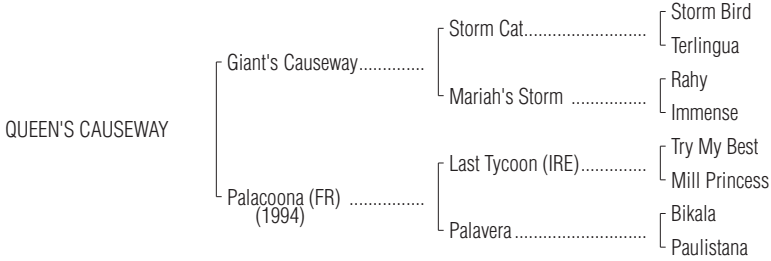 Storm Bird
Storm Cat..........................
Terlingua
Giant's Causeway..............
Rahy
Mariah's Storm ................
Immense
QUEEN'S CAUSEWAY
Try My Best
Last Tycoon (IRE)..............
Mill Princess
Palacoona (FR) ................
(1994)
Bikala
Palavera............................
Paulistana